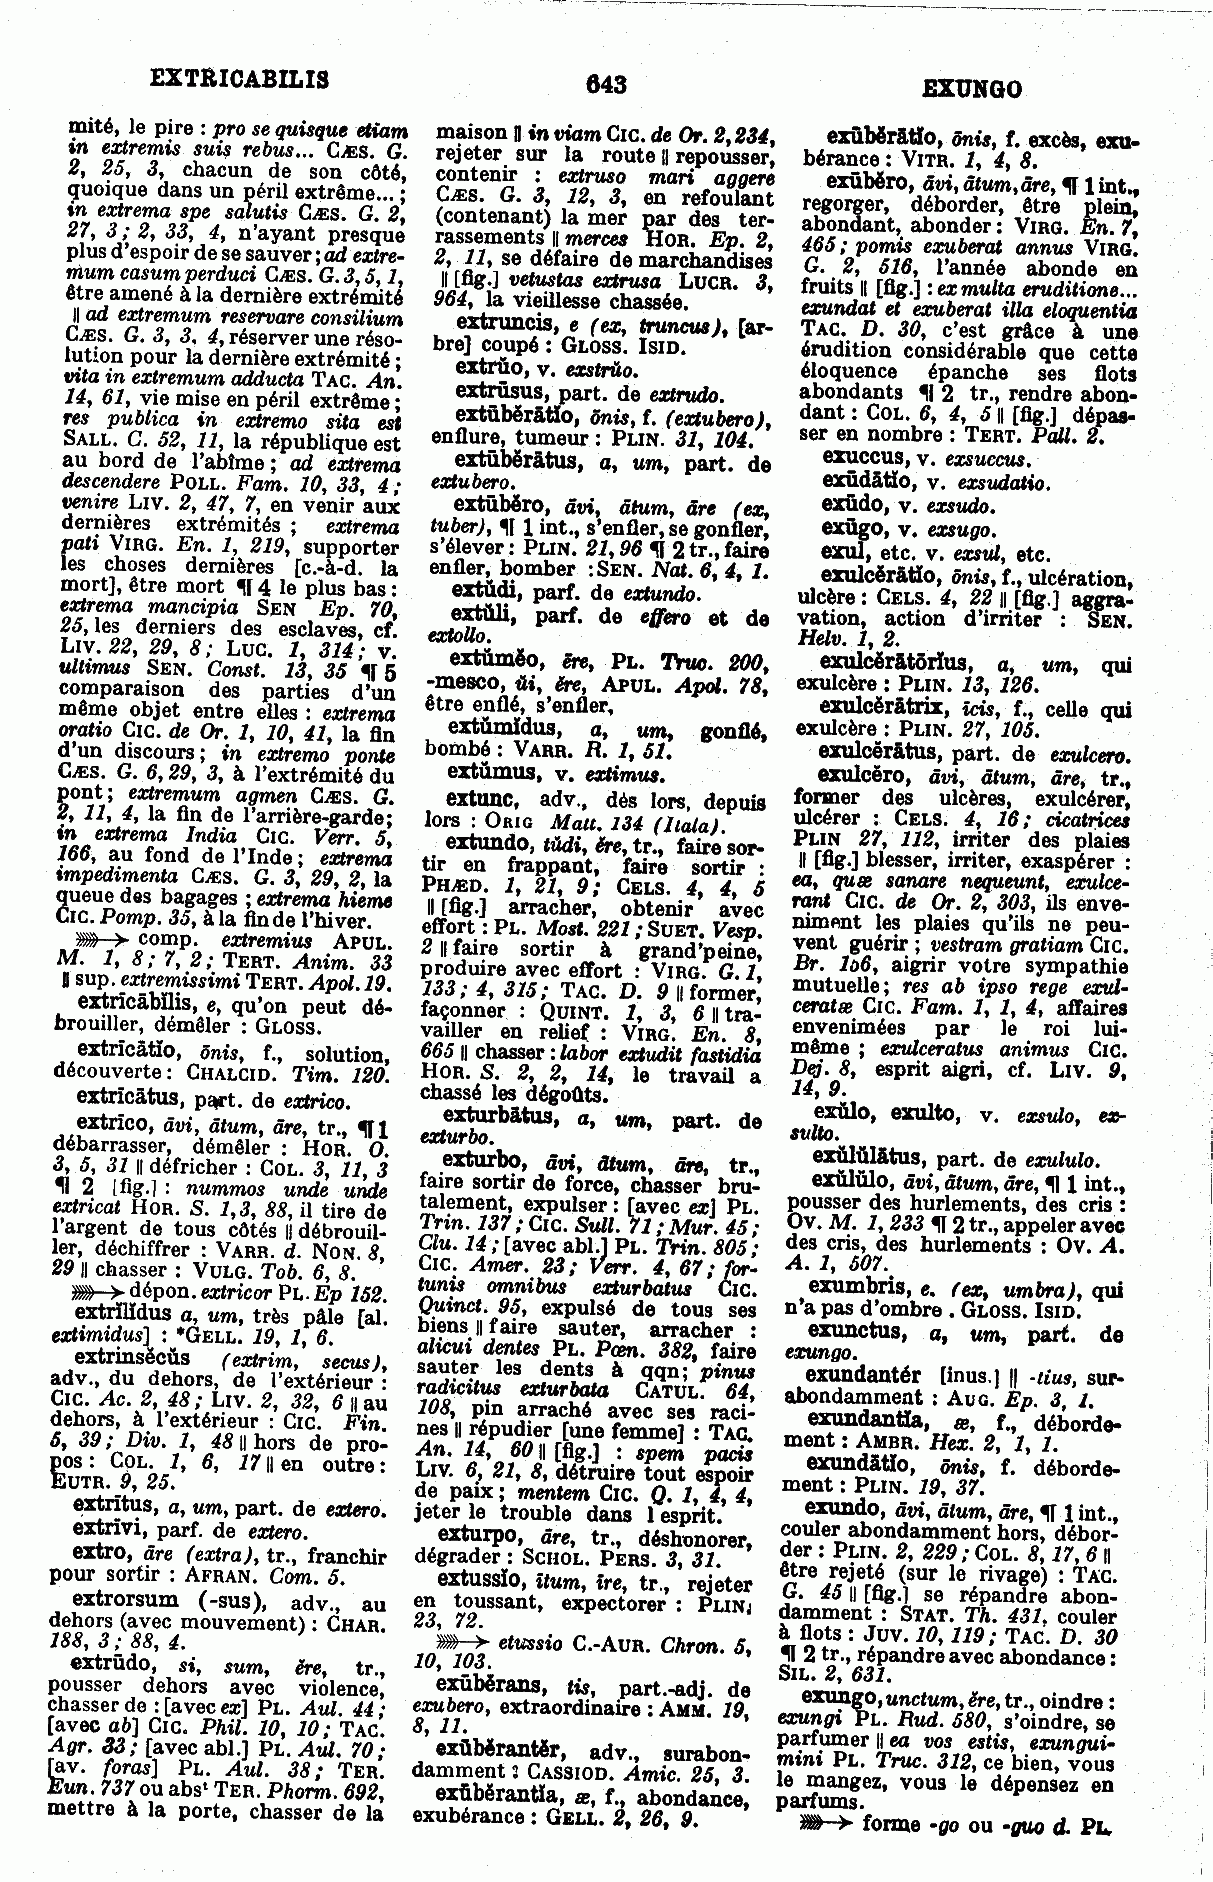 EXTRICABILIS
643
EXUNGO
mité, le pire : pro se quisque etiam
in extremis suis rebus... CÆS. G.
2, 25, 3, chacun de son côté,
quoique dans un péril extrême... ;
in extrema spe salutis CÆS. G. 2,
27, 3 ; 2, 33, 4, n'ayant presque
plus d'espoir de se sauver ; ad extre-
mum casum perduci CÆS. G. 3, 5, 1,
être amené à la dernière extrémité
|| ad extremum reservare consilium
CÆS. G. 3, 3, 4, réserver une réso-
lution pour la dernière extrémité ;
vita in extremum adducta TAC. An.
14, 61, vie mise en péril extrême ;
res publica in extremo sita est
SALL. C. 52, 11, la république est
au bord de l'abîme ; ad extrema
descendere POLL. Fam. 10, 33, 4 ;
venire LIV. 2, 47, 7, en venir aux
dernières extrémités ; extrema
pati VIRG. En. 1, 219, supporter
les choses dernières [c.-à-d. la
mort], être mort ¶ 4 le plus bas :
extrema mancipia SEN Ep. 70,
25, les derniers des esclaves, cf.
LIV. 22, 29, 8 ; LUC. 1, 314 ; v.
ultimus SEN. Const. 13, 35 ¶ 5
comparaison des parties d'un
même objet entre elles : extrema
oratio CIC. de Or. 1, 10, 41, la fin
d'un discours ; in extremo ponte
CÆS. G. 6, 29, 3, à l'extrémité du
pont ; extremum agmen CÆS. G.
2, 11, 4, la fin de l'arrière-garde ;
in extrema India CIC. Verr. 5,
166, au fond de l'Inde ; extrema
impedimenta CÆS. G. 3, 29, 2, la
queue des bagages ; extrema hieme
CIC. Pomp. 35, à la fin de l'hiver.
⟫→ comp. extremius APUL.
M. 1, 8 ; 7, 2 ; TERT. Anim. 33
|| sup. extremissimi TERT. Apol. 19.
extrīcābĭlis, e, qu'on peut dé-
brouiller, démêler : GLOSS.
extrīcātĭo, ōnis, f., solution,
découverte : CHALCID. Tim. 120.
extrīcātus, part. de extrico.
extrīco, āvi, ātum, āre, tr., ¶ 1
débarrasser, démêler : HOR. O.
3, 5, 31 || défricher : COL. 3, 11, 3
¶ 2 [fig.] : nummos unde unde
extricat HOR. S. 1, 3, 88, il tire de
l'argent de tous côtés || débrouil-
ler, déchiffrer : VARR. d. NON. 8,
29 || chasser : VULG. Tob. 6, 8.
⟫→ dépon. extricor PL. Ep 152.
extrīlĭdus a, um, très pâle [al.
extimidus] : *GELL. 19, 1, 6.
extrinsĕcŭs (extrim, secus),
adv., du dehors, de l'extérieur :
CIC. Ac. 2, 48 ; LIV. 2, 32, 6 || au
dehors, à l'extérieur : CIC. Fin.
5, 39 ; Div. 1, 48 || hors de pro-
pos : COL. 1, 6, 17 || en outre :
EUTR. 9, 25.
extrītus, a, um, part. de extero.
extrīvi, parf. de extero.
extro, āre (extra), tr., franchir
pour sortir : AFRAN. Com. 5.
extrorsum (-sus), adv., au
dehors (avec mouvement) : CHAR.
188, 3 ; 88, 4.
extrūdo, si, sum, ĕre, tr.,
pousser dehors avec violence,
chasser de : [avec ex] PL. Aul. 44 ;
[avec ab] CIC. Phil. 10, 10 ; TAC.
Agr. 33 ; [avec abl.] PL. Aul. 70 ;
[av. foras] PL. Aul. 38 ; TER.
Eun. 737 ou absᵗ TER. Phorm. 692,
mettre à la porte, chasser de la
maison || in viam CIC. de Or. 2, 234,
rejeter sur la route || repousser,
contenir : extruso mari aggere
CÆS. G. 3, 12, 3, en refoulant
(contenant) la mer par des ter-
rassements || merces HOR. Ep. 2,
2, 11, se défaire de marchandises
|| [fig.] vetustas extrusa LUCR. 3,
964, la vieillesse chassée.
extruncis, e (ex, truncus), [ar-
bre] coupé : GLOSS. ISID.
extrŭo, v. exstrŭo.
extrūsus, part. de extrudo.
extūbĕrātĭo, ōnis, f. (extubero),
enflure, tumeur : PLIN. 31, 104.
extūbĕrātus, a, um, part. de
extubero.
extūbĕro, āvi, ātum, āre (ex,
tuber), ¶ 1 int., s'enfler, se gonfler,
s'élever : PLIN. 21, 96 ¶ 2 tr., faire
enfler, bomber : SEN. Nat. 6, 4, 1.
extŭdi, parf. de extundo.
extŭli, parf. de effero et de
extollo.
extŭmĕo, ēre, PL. Truc. 200,
-mesco, ŭi, ĕre, APUL. Apol. 78,
être enflé, s'enfler,
extŭmĭdus, a, um, gonflé,
bombé : VARR. R. 1, 51.
extŭmus, v. extimus.
extunc, adv., dès lors, depuis
lors : ORIG Matt. 134 (Itala).
extundo, tŭdi, ĕre, tr., faire sor-
tir en frappant, faire sortir :
PHÆD. 1, 21, 9 ; CELS. 4, 4, 5
|| [fig.] arracher, obtenir avec
effort : PL. Most. 221 ; SUET. Vesp.
2 || faire sortir à grand'peine,
produire avec effort : VIRG. G. 1,
133 ; 4, 315 ; TAC. D. 9 || former,
façonner : QUINT. 1, 3, 6 || tra-
vailler en relief : VIRG. En. 8,
665 || chasser : labor extudit fastidia
HOR. S. 2, 2, 14, le travail a
chassé les dégoûts.
exturbātus, a, um, part. de
exturbo.
exturbo, āvi, ātum, āre, tr.,
faire sortir de force, chasser bru-
talement, expulser : [avec ex] PL.
Trin. 137 ; CIC. Sull. 71 ; Mur. 45 ;
Clu. 14 ; [avec abl.] PL. Trin. 805 ;
CIC. Amer. 23 ; Verr. 4, 67 ; for-
tunis omnibus exturbatus CIC.
Quinct. 95, expulsé de tous ses
biens || faire sauter, arracher :
alicui dentes PL. Pœn. 382, faire
sauter les dents à qqn ; pinus
radicitus exturbata CATUL. 64,
108, pin arraché avec ses raci-
nes || répudier [une femme] : TAC.
An. 14, 60 || [fig.] : spem pacis
LIV. 6, 21, 8, détruire tout espoir
de paix ; mentem CIC. Q. 1, 4, 4,
jeter le trouble dans l esprit.
exturpo, āre, tr., déshonorer,
dégrader : SCHOL. PERS. 3, 31.
extussĭo, ītum, īre, tr., rejeter
en toussant, expectorer : PLIN.
23, 72.
⟫→ etussio C.-AUR. Chron. 5,
10, 103.
exūbĕrans, tis, part.-adj. de
exubero, extraordinaire : AMM. 19,
8, 11.
exūbĕrantĕr, adv., surabon-
damment : CASSIOD. Amic. 25, 3.
exūbĕrantĭa, æ, f., abondance,
exubérance : GELL. 2, 26, 9.
exūbĕrātĭo, ōnis, f. excès, exu-
bérance : VITR. 1, 4, 8.
exūbĕro, āvi, ātum, āre, ¶ 1 int.,
regorger, déborder, être plein,
abondant, abonder : VIRG. En. 7,
465 ; pomis exuberat annus VIRG.
G. 2, 516, l'année abonde en
fruits || [fig.] : ex multa eruditione...
exundat et exuberat illa eloquentia
TAC. D. 30, c'est grâce à une
érudition considérable que cette
éloquence épanche ses flots
abondants ¶ 2 tr., rendre abon-
dant : COL. 6, 4, 5 || [fig.] dépas-
ser en nombre : TERT. Pall. 2.
exuccus, v. exsuccus.
exūdātĭo, v. exsudatio.
exūdo, v. exsudo.
exūgo, v. exsugo.
exul, etc. v. exsul, etc.
exulcĕrātĭo, ōnis, f., ulcération,
ulcère : CELS. 4, 22 || [fig.] aggra-
vation, action d'irriter : SEN.
Helv. 1, 2.
exulcĕrātōrĭus, a, um, qui
exulcère : PLIN. 13, 126.
exulcĕrātrix, icis, f., celle qui
exulcère : PLIN. 27, 105.
exulcĕrātus, part. de exulcero.
exulcĕro, āvi, ātum, āre, tr.,
former des ulcères, exulcérer,
ulcérer : CELS. 4, 16 ; cicatrices
PLIN 27, 112, irriter des plaies
|| [fig.] blesser, irriter, exaspérer :
ea, quæ sanare nequeunt, exulce-
rant CIC. de Or. 2, 303, ils enve-
niment les plaies qu'ils ne peu-
vent guérir ; vestram gratiam CIC.
Br. 156, aigrir votre sympathie
mutuelle ; res ab ipso rege exul-
ceratæ CIC. Fam. 1, 1, 4, affaires
envenimées par le roi lui-
même ; exulceratus animus CIC.
Dej. 8, esprit aigri, cf. LIV. 9,
14, 9.
exŭlo, exulto, v. exsulo, ex-
sulto.
exŭlŭlātus, part. de exululo.
exŭlŭlo, āvi, ātum, āre, ¶ 1 int.,
pousser des hurlements, des cris :
OV. M. 1, 233 ¶ 2 tr., appeler avec
des cris, des hurlements : OV. A.
A. 1, 507.
exumbris, e. (ex, umbra), qui
n'a pas d'ombre . GLOSS. ISID.
exunctus, a, um, part. de
exungo.
exundantér [inus.] || -tius, sur-
abondamment : AUG. Ep. 3, 1.
exundantĭa, æ, f., déborde-
ment : AMBR. Hex. 2, 1, 1.
exundātĭo, ōnis, f. déborde-
ment : PLIN. 19, 37.
exundo, āvi, ātum, āre, ¶ 1 int.,
couler abondamment hors, débor-
der : PLIN. 2, 229 ; COL. 8, 17, 6 ||
être rejeté (sur le rivage) : TAC.
G. 45 || [fig.] se répandre abon-
damment : STAT. Th. 431, couler
à flots : JUV. 10, 119 ; TAC. D. 30
¶ 2 tr., répandre avec abondance :
SIL. 2, 631.
exungo, unctum, ĕre, tr., oindre :
exungi PL. Rud. 580, s'oindre, se
parfumer || ea vos estis, exungui-
mini PL. Truc. 312, ce bien, vous
le mangez, vous le dépensez en
parfums.
⟫→ forme -go ou -guo d. PL.